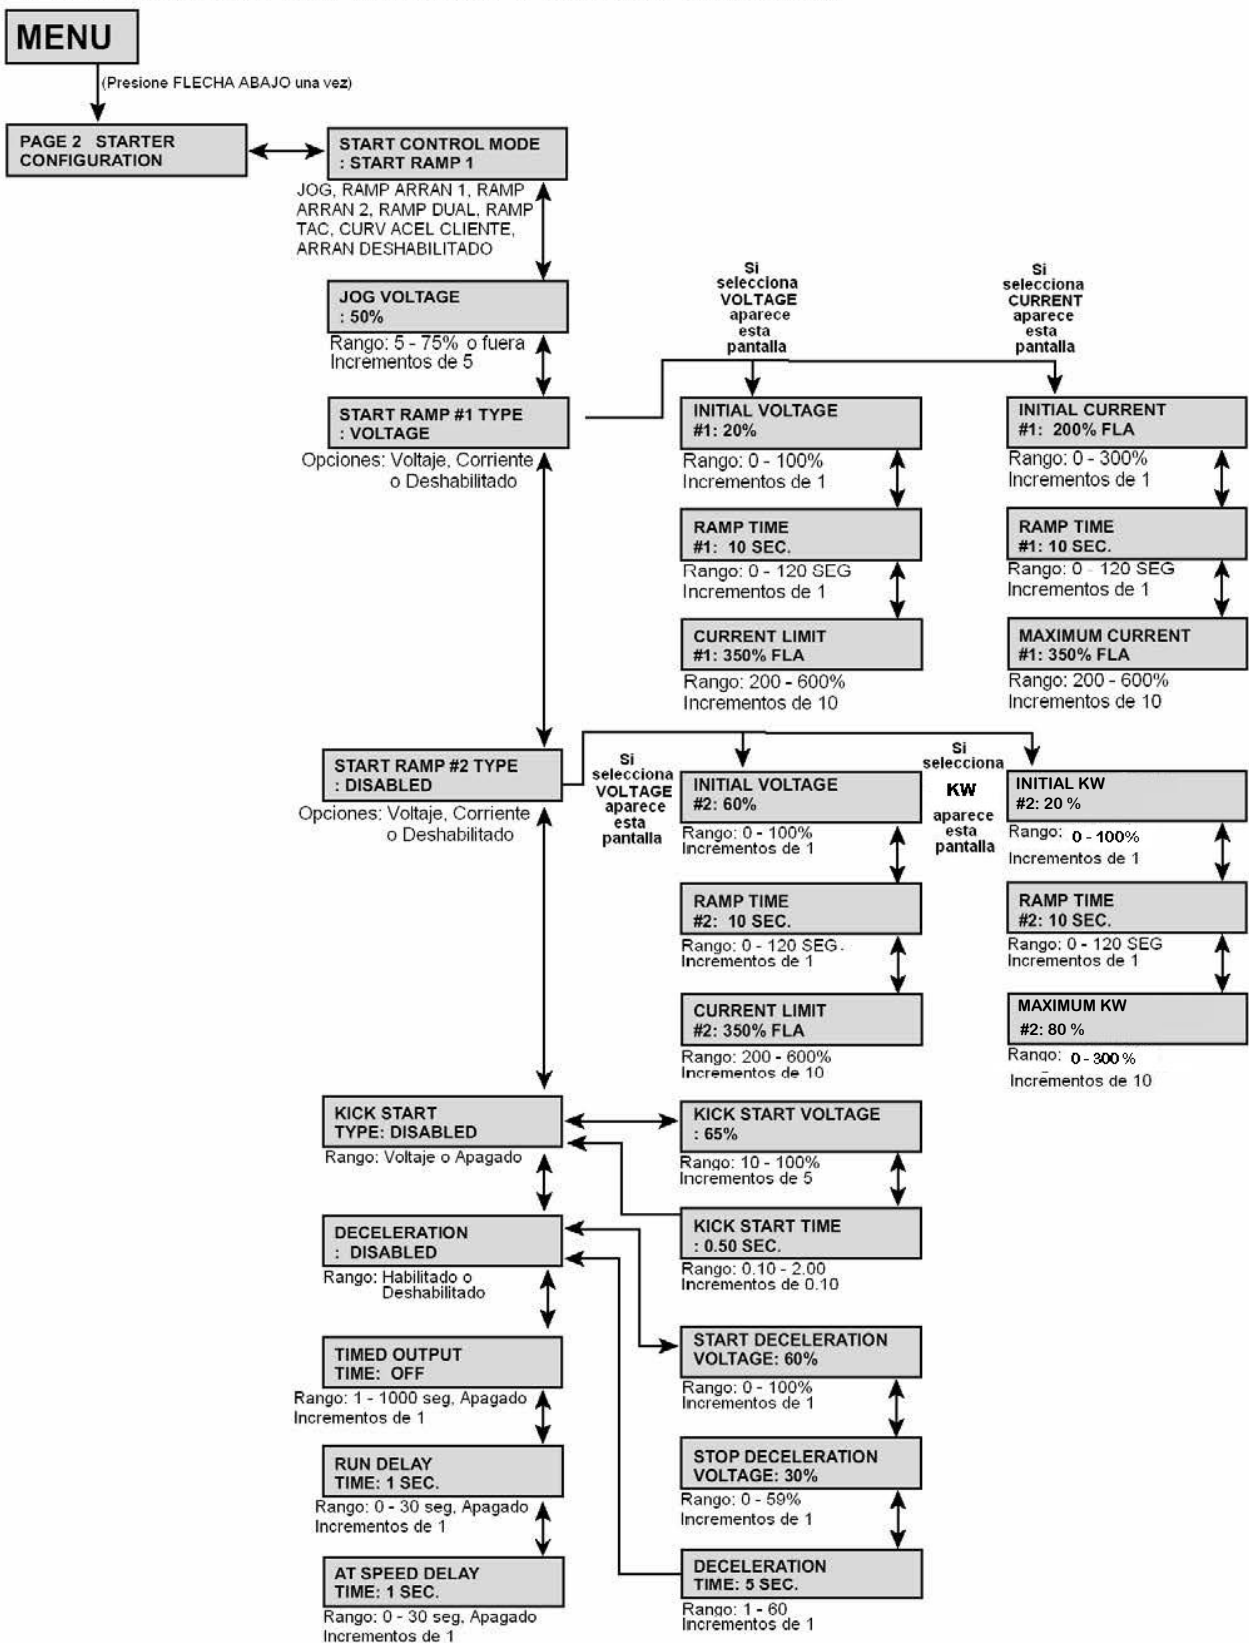 MENU
(Presione FLECHA ABAJO una vez)
PAGE 2 STARTER
CONFIGURATION
START CONTROL MODE
: START RAMP 1
JOG, RAMP ARRAN 1, RAMP
ARRAN 2, RAMP DUAL, RAMP
TAC, CURV ACEL CLIENTE,
ARRAN DESHABILITADO
JOG VOLTAGE
: 50%
Rango: 5 - 75% o fuera
Incrementos de 5
START RAMP #1 TYPE
: VOLTAGE
Opciones: Voltaje, Corriente
o Deshabilitado
Si
selecciona
VOLTAGE
aparece
esta
pantalla
Si
selecciona
CURRENT
aparece
esta
pantalla
INITIAL VOLTAGE
#1: 20%
Rango: 0 - 100%
Incrementos de 1
RAMP TIME
#1: 10 SEC.
Rango: 0 - 120 SEG
Incrementos de 1
CURRENT LIMIT
#1: 350% FLA
Rango: 200 - 600%
Incrementos de 10
INITIAL CURRENT
#1: 200% FLA
Rango: 0 - 300%
Incrementos de 1
RAMP TIME
#1: 10 SEC.
Rango: 0 - 120 SEG
Incrementos de 1
MAXIMUM CURRENT
#1: 350% FLA
Rango: 200 - 600%
Incrementos de 10
START RAMP #2 TYPE
: DISABLED
Opciones: Voltaje, Corriente
o Deshabilitado
Si
selecciona
VOLTAGE
aparece
esta
pantalla
INITIAL VOLTAGE
#2: 60%
Rango: 0 - 100%
Incrementos de 1
RAMP TIME
#2: 10 SEC.
Rango: 0 - 120 SEG.
Incrementos de 1
CURRENT LIMIT
#2: 350% FLA
Rango: 200 - 600%
Incrementos de 10
Si
selecciona
KW
aparece
esta
pantalla
INITIAL KW
#2: 20 %
Rango: 0 - 100%
Incrementos de 1
RAMP TIME
#2: 10 SEC.
Rango: 0 - 120 SEG
Incrementos de 1
MAXIMUM KW
#2: 80 %
Rango: 0 - 300 %
Incrementos de 10
KICK START
TYPE: DISABLED
Rango: Voltaje o Apagado
KICK START VOLTAGE
: 65%
Rango: 10 - 100%
Incrementos de 5
KICK START TIME
: 0.50 SEC.
Rango: 0.10 - 2.00
Incrementos de 0.10
DECELERATION
: DISABLED
Rango: Habilitado o
Deshabilitado
START DECELERATION
VOLTAGE: 60%
Rango: 0 - 100%
Incrementos de 1
STOP DECELERATION
VOLTAGE: 30%
Rango: 0 - 59%
Incrementos de 1
DECELERATION
TIME: 5 SEC.
Rango: 1 - 60
Incrementos de 1
TIMED OUTPUT
TIME: OFF
Rango: 1 - 1000 seg, Apagado
Incrementos de 1
RUN DELAY
TIME: 1 SEC.
Rango: 0 - 30 seg, Apagado
Incrementos de 1
AT SPEED DELAY
TIME: 1 SEC.
Rango: 0 - 30 seg, Apagado
Incrementos de 1